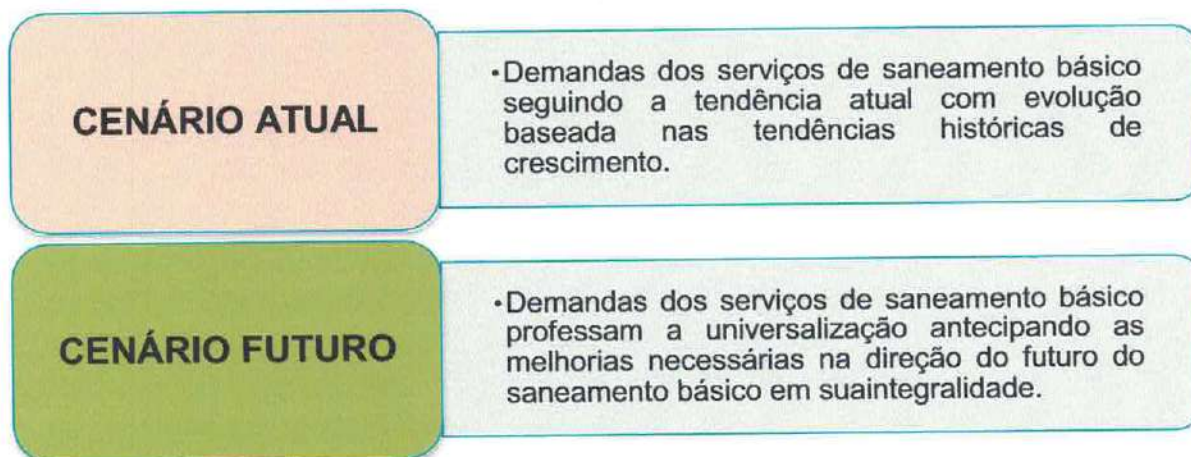 CENÁRIO ATUAL
•Demandas dos serviços de saneamento básico
seguindo a tendência atual com evolução
baseada nas tendências históricas de
crescimento.
CENÁRIO FUTURO
•Demandas dos serviços de saneamento básico
professam a universalização antecipando as
melhorias necessárias na direção do futuro do
saneamento básico em suaintegralidade.